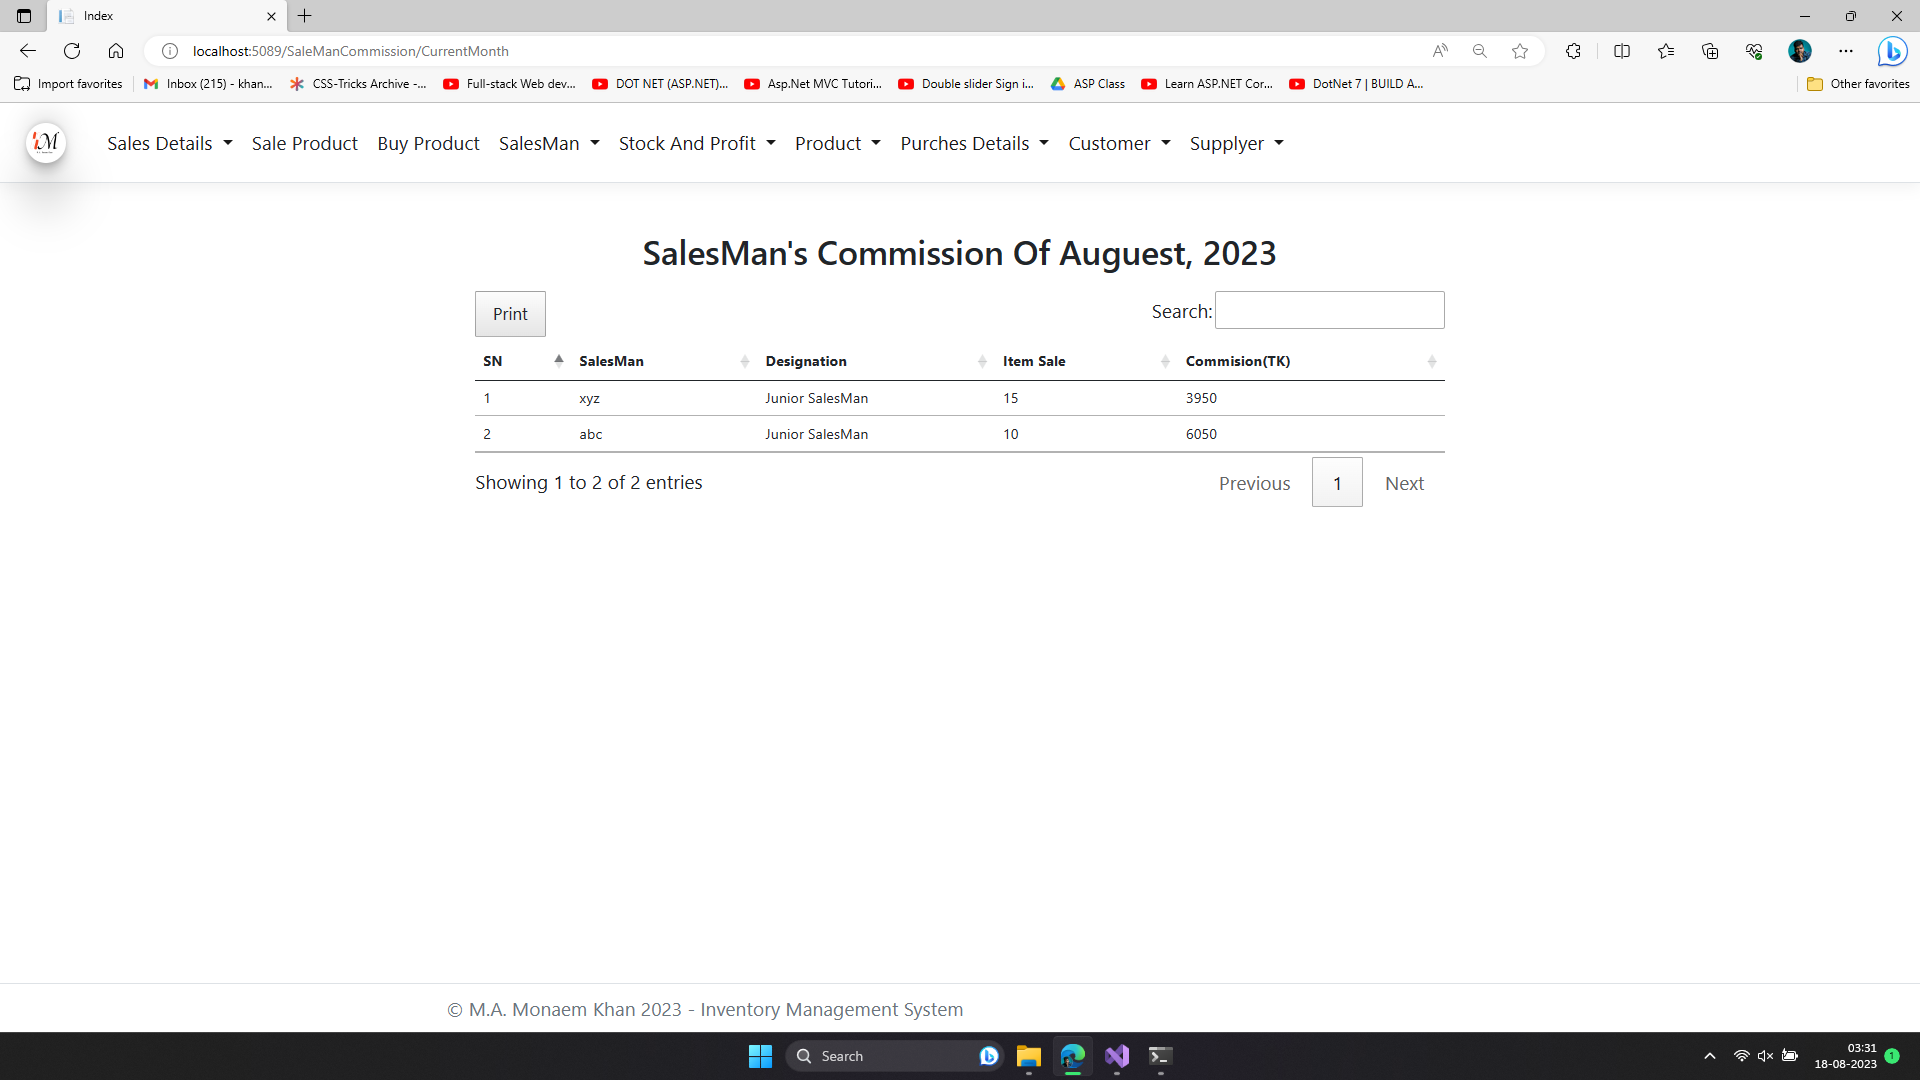 Index
localhost:5089/SaleManCommission/CurrentMonth
Import favorites Inbox (215) - khan... CSS-Tricks Archive -... Full-stack Web dev... DOT NET (ASP.NET)... Asp.Net MVC Tutori... Double slider Sign i... ASP Class Learn ASP.NET Cor... DotNet 7 | BUILD A... Other favorites
Sales Details Sale Product Buy Product SalesMan Stock And Profit Product Purches Details Customer Supplyer
SalesMan's Commission Of Auguest, 2023
Print Search:
SN SalesMan Designation Item Sale Commision(TK)
1 xyz Junior SalesMan 15 3950
2 abc Junior SalesMan 10 6050
Showing 1 to 2 of 2 entries Previous 1 Next
© M.A. Monaem Khan 2023 - Inventory Management System
Search
03:31
18-08-2023
1